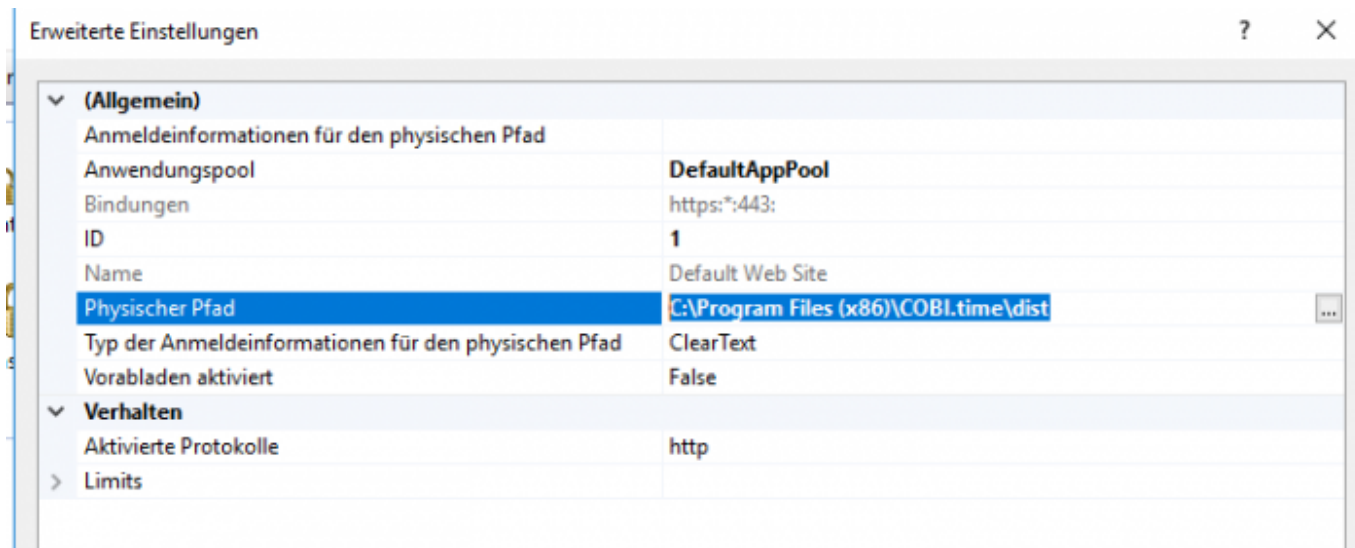 Erweiterte Einstellungen ? ×
(Allgemein)
Anmeldeinformationen für den physischen Pfad
Anwendungspool DefaultAppPool
Bindungen https:*:443:
ID 1
Name Default Web Site
Physischer Pfad C:\Program Files (x86)\COBI.time\dist ...
Typ der Anmeldeinformationen für den physischen Pfad ClearText
Vorabladen aktiviert False
Verhalten
Aktivierte Protokolle http
Limits